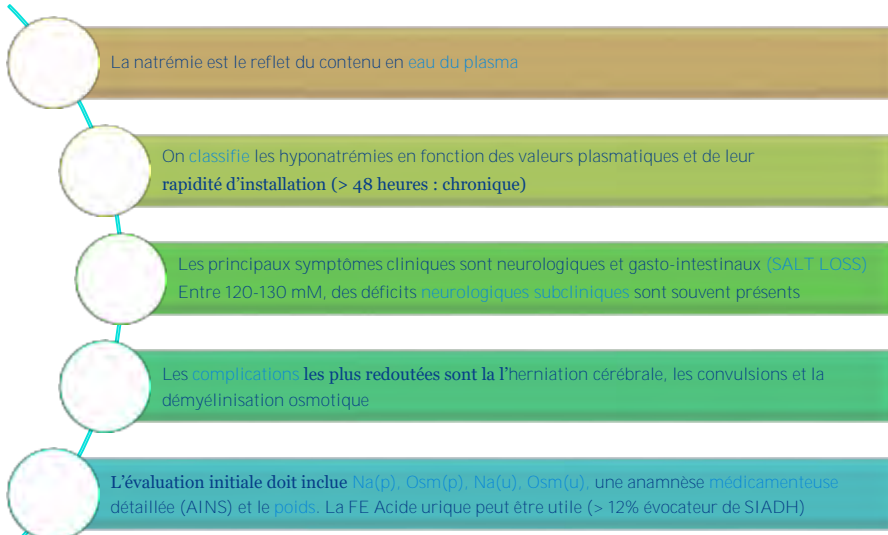 La natrémie est le reflet du contenu en eau du plasma
On classifie les hyponatrémies en fonction des valeurs plasmatiques et de leur
rapidité d’installation (> 48 heures : chronique)
Les principaux symptômes cliniques sont neurologiques et gasto-intestinaux (SALT LOSS)
Entre 120-130 mM, des déficits neurologiques subcliniques sont souvent présents
Les complications les plus redoutées sont la l’herniation cérébrale, les convulsions et la
démyélinisation osmotique
L’évaluation initiale doit inclue Na(p), Osm(p), Na(u), Osm(u), une anamnèse médicamenteuse
détaillée (AINS) et le poids. La FE Acide urique peut être utile (> 12% évocateur de SIADH)